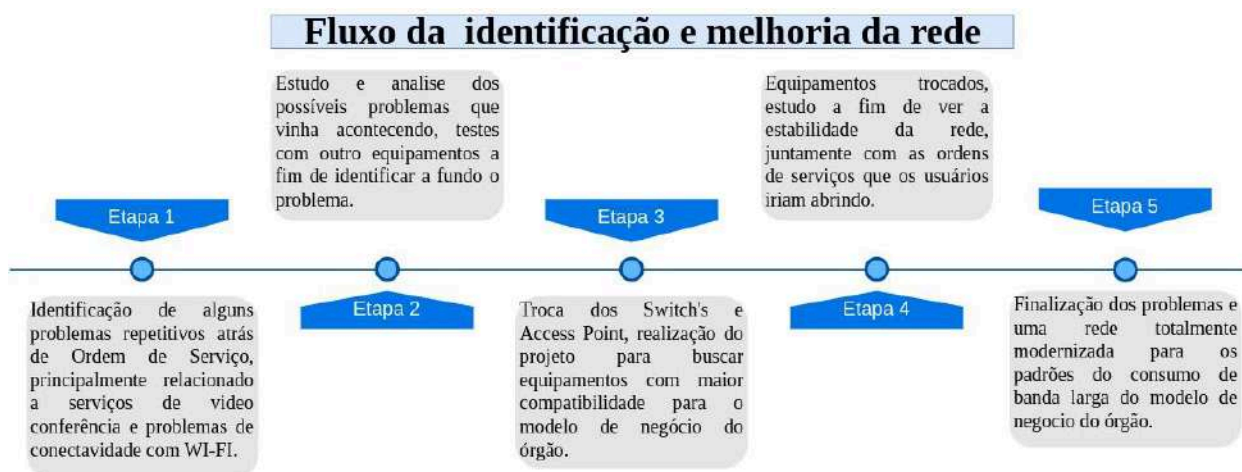 Fluxo da identificação e melhoria da rede
Estudo e analise dos
possíveis problemas que
vinha acontecendo, testes
com outro equipamentos a
fim de identificar a fundo o
problema.
Equipamentos trocados,
estudo a fim de ver a
estabilidade da rede,
juntamente com as ordens
de serviços que os usuários
iriam abrindo.
Etapa 1
Etapa 3
Etapa 5
Etapa 2
Etapa 4
Identificação de alguns
problemas repetitivos atrás
de Ordem de Serviço,
principalmente relacionado
a serviços de video
conferência e problemas de
conectavidade com WI-FI.
Troca dos Switch's e
Access Point, realização do
projeto para buscar
equipamentos com maior
compatibilidade para o
modelo de negócio do
órgão.
Finalização dos problemas e
uma rede totalmente
modernizada para os
padrões do consumo de
banda larga do modelo de
negocio do órgão.